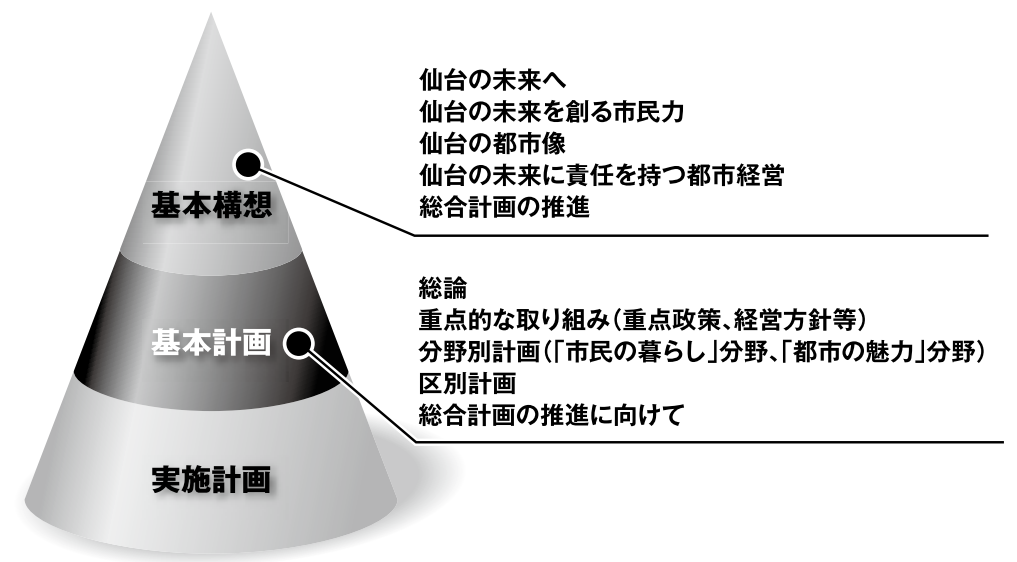 仙台の未来へ
仙台の未来を創る市民力
仙台の都市像
仙台の未来に責任を持つ都市経営
総合計画の推進
基本構想
総論
重点的な取り組み（重点政策、経営方針等）
分野別計画（「市民の暮らし」分野、「都市の魅力」分野）
区別計画
総合計画の推進に向けて
基本計画
実施計画